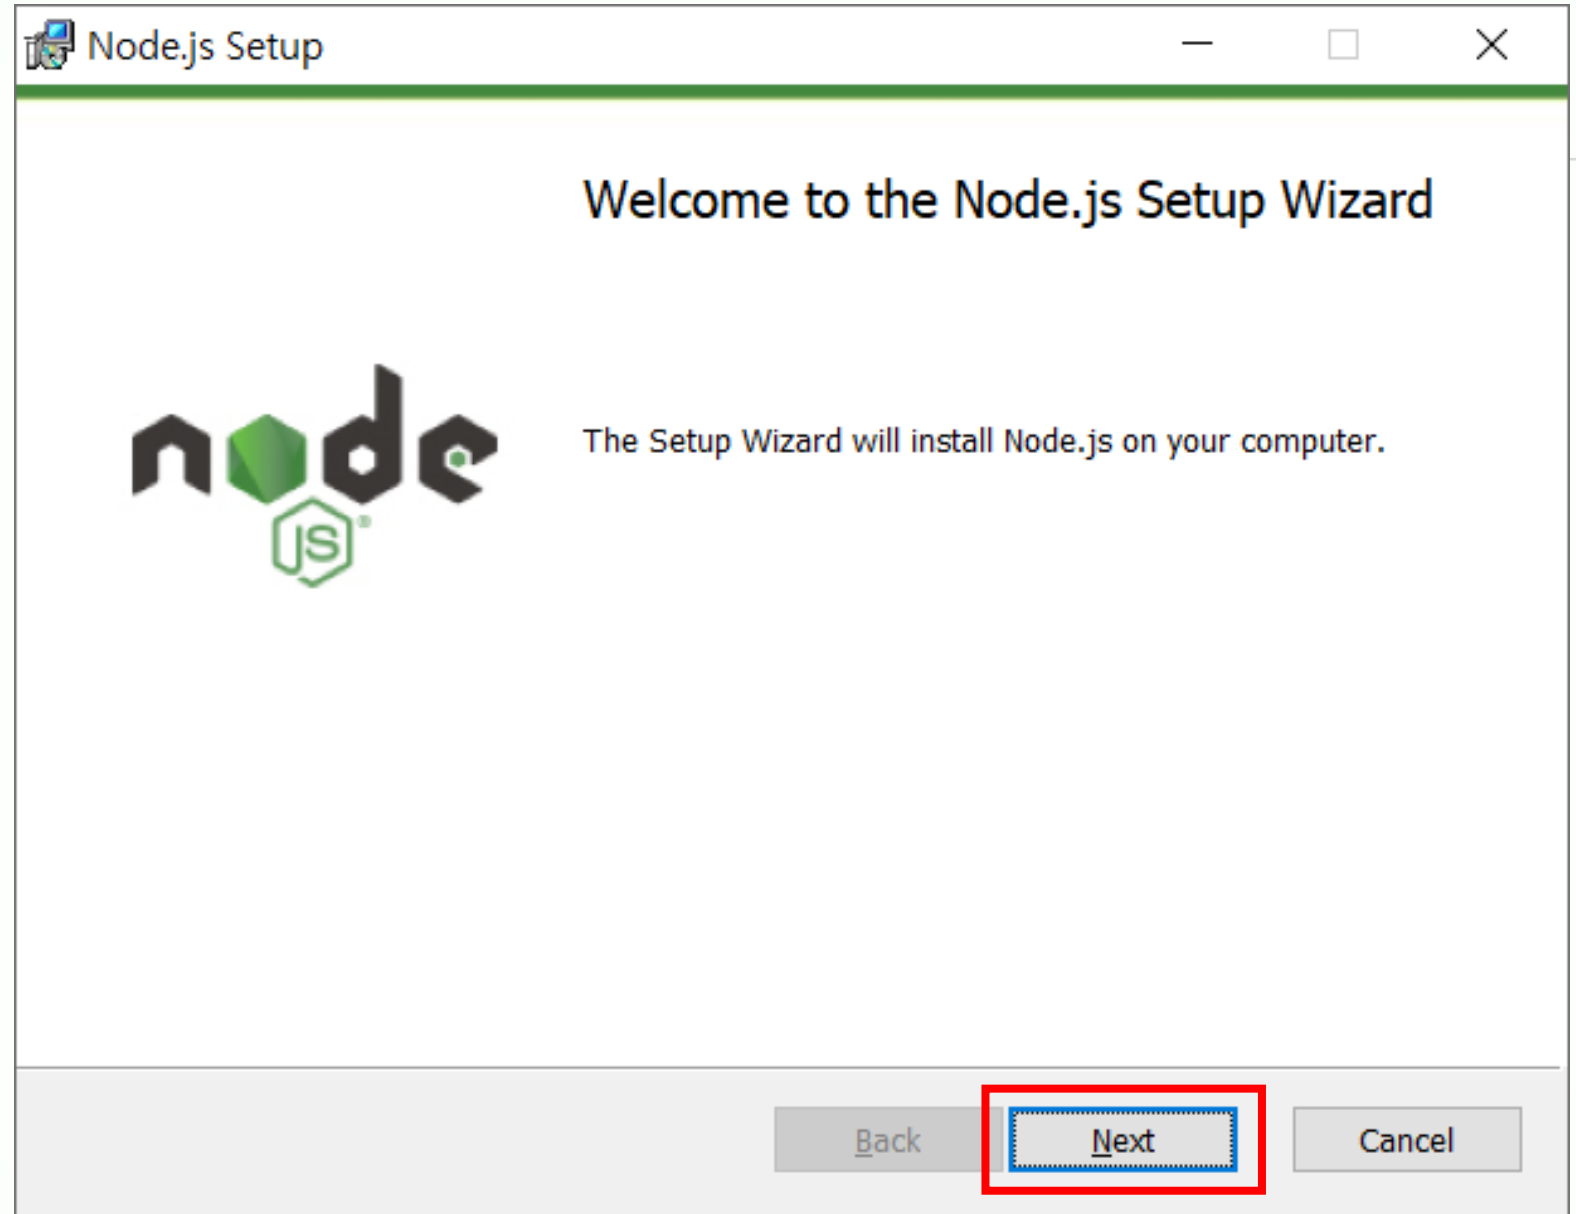 Node.js Setup
Welcome to the Node.js Setup Wizard
The Setup Wizard will install Node.js on your computer.
node
JS®
Back
Next
Cancel